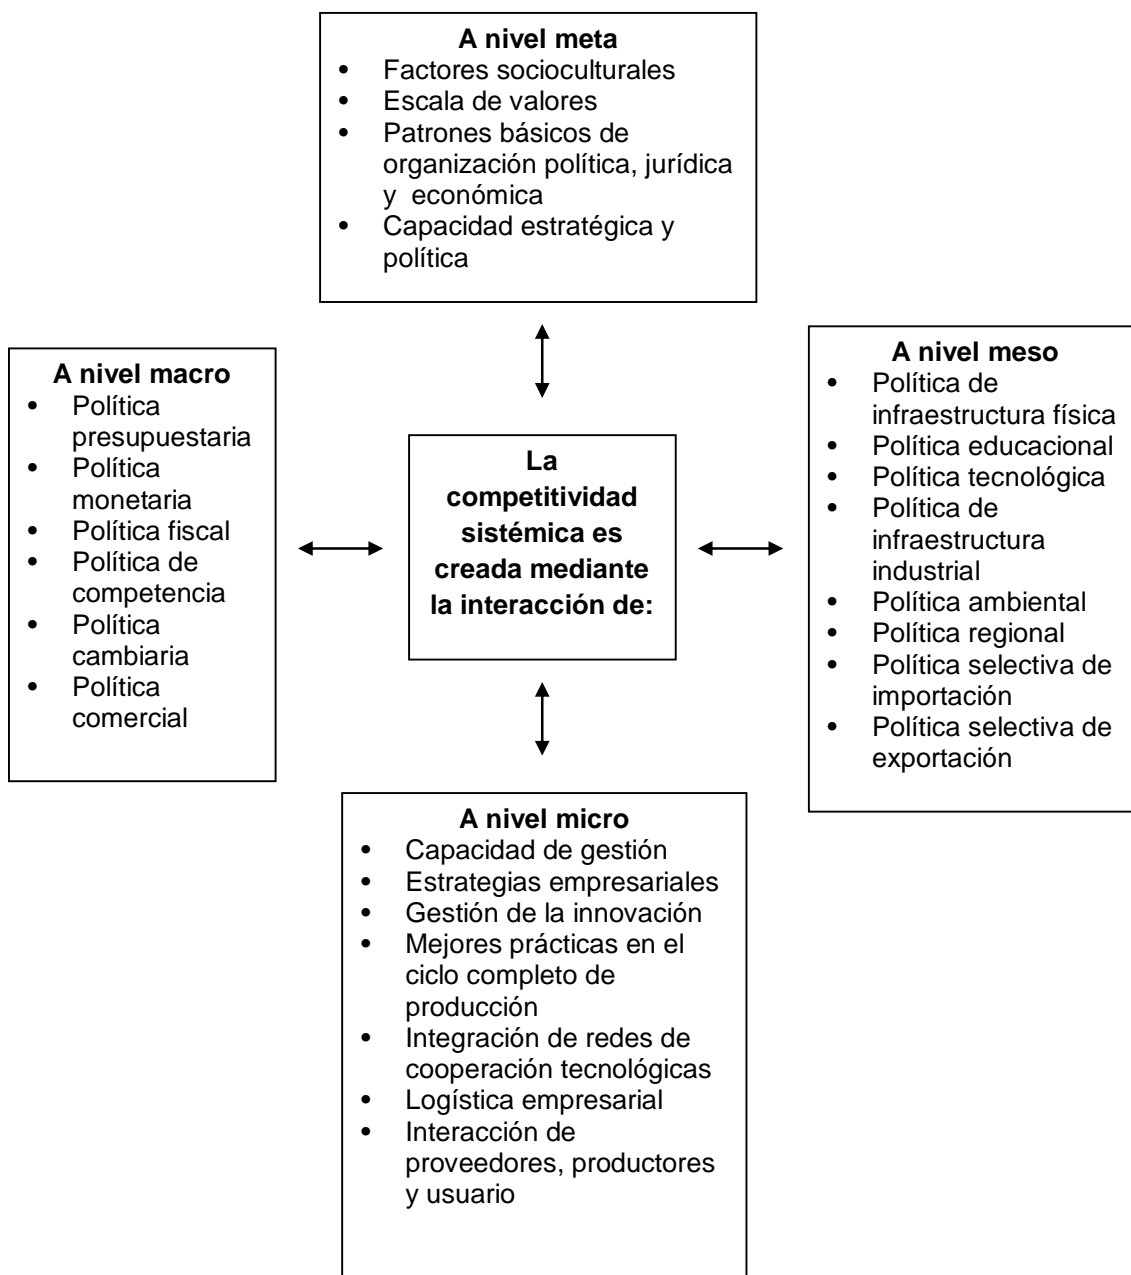 A nivel meta
• Factores socioculturales
• Escala de valores
• Patrones básicos de
organización política, jurídica
y económica
• Capacidad estratégica y
política
A nivel macro
• Política
presupuestaria
• Política
monetaria
• Política fiscal
• Política de
competencia
• Política
cambiaria
• Política
comercial
La
competitividad
sistémica es
creada mediante
la interacción de:
A nivel meso
• Política de
infraestructura física
• Política educacional
• Política tecnológica
• Política de
infraestructura
industrial
• Política ambiental
• Política regional
• Política selectiva de
importación
• Política selectiva de
exportación
A nivel micro
• Capacidad de gestión
• Estrategias empresariales
• Gestión de la innovación
• Mejores prácticas en el
ciclo completo de
producción
• Integración de redes de
cooperación tecnológicas
• Logística empresarial
• Interacción de
proveedores, productores
y usuario